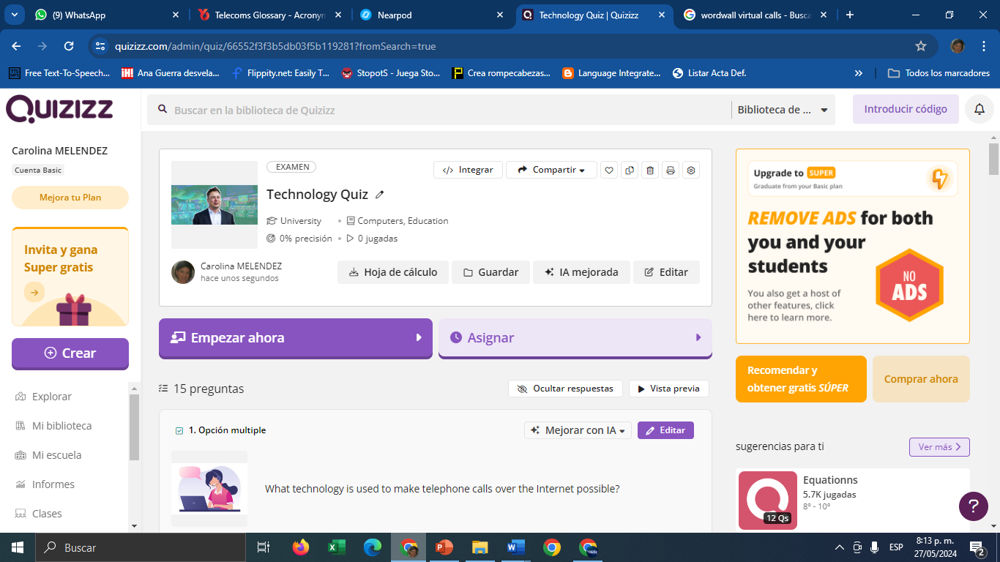 (9) WhatsApp
Telecoms Glossary - Acronym
Nearpod
Technology Quiz | Quizizz
wordwall virtual calls - Busca
quizizz.com/admin/quiz/66552f3f3b5db03f5b119281?fromSearch=true
Free Text-To-Speech...
Ana Guerra desvela...
Flippity.net: Easily T...
StopotS - Juega Sto...
Crea rompecabezas...
Language Integrate...
Listar Acta Def.
Todos los marcadores
QUIZIZZ
Buscar en la biblioteca de Quizizz
Biblioteca de ...
Introducir código
Carolina MELENDEZ
Cuenta Basic
Mejora tu Plan
Invita y gana
Super gratis
Crear
Explorar
Mi biblioteca
Mi escuela
Informes
Clases
EXAMEN
Integrar
Compartir
Technology Quiz
University
Computers, Education
0% precisión
0 jugadas
Carolina MELENDEZ
hace unos segundos
Hoja de cálculo
Guardar
IA mejorada
Editar
Empezar ahora
Asignar
15 preguntas
Ocultar respuestas
Vista previa
1. Opción multiple
Mejorar con IA
Editar
What technology is used to make telephone calls over the Internet possible?
Upgrade to SUPER
Graduate from your Basic plan
REMOVE ADS for both
you and your
students
You also get a host of
other features, click
here to learn more.
NO
ADS
Recomendar y
obtener gratis SÚPER
Comprar ahora
sugerencias para ti
Ver más
Equationns
5.7K jugadas
8º - 10º
12 Qs
?
Buscar
ESP
8:13 p. m.
27/05/2024
2